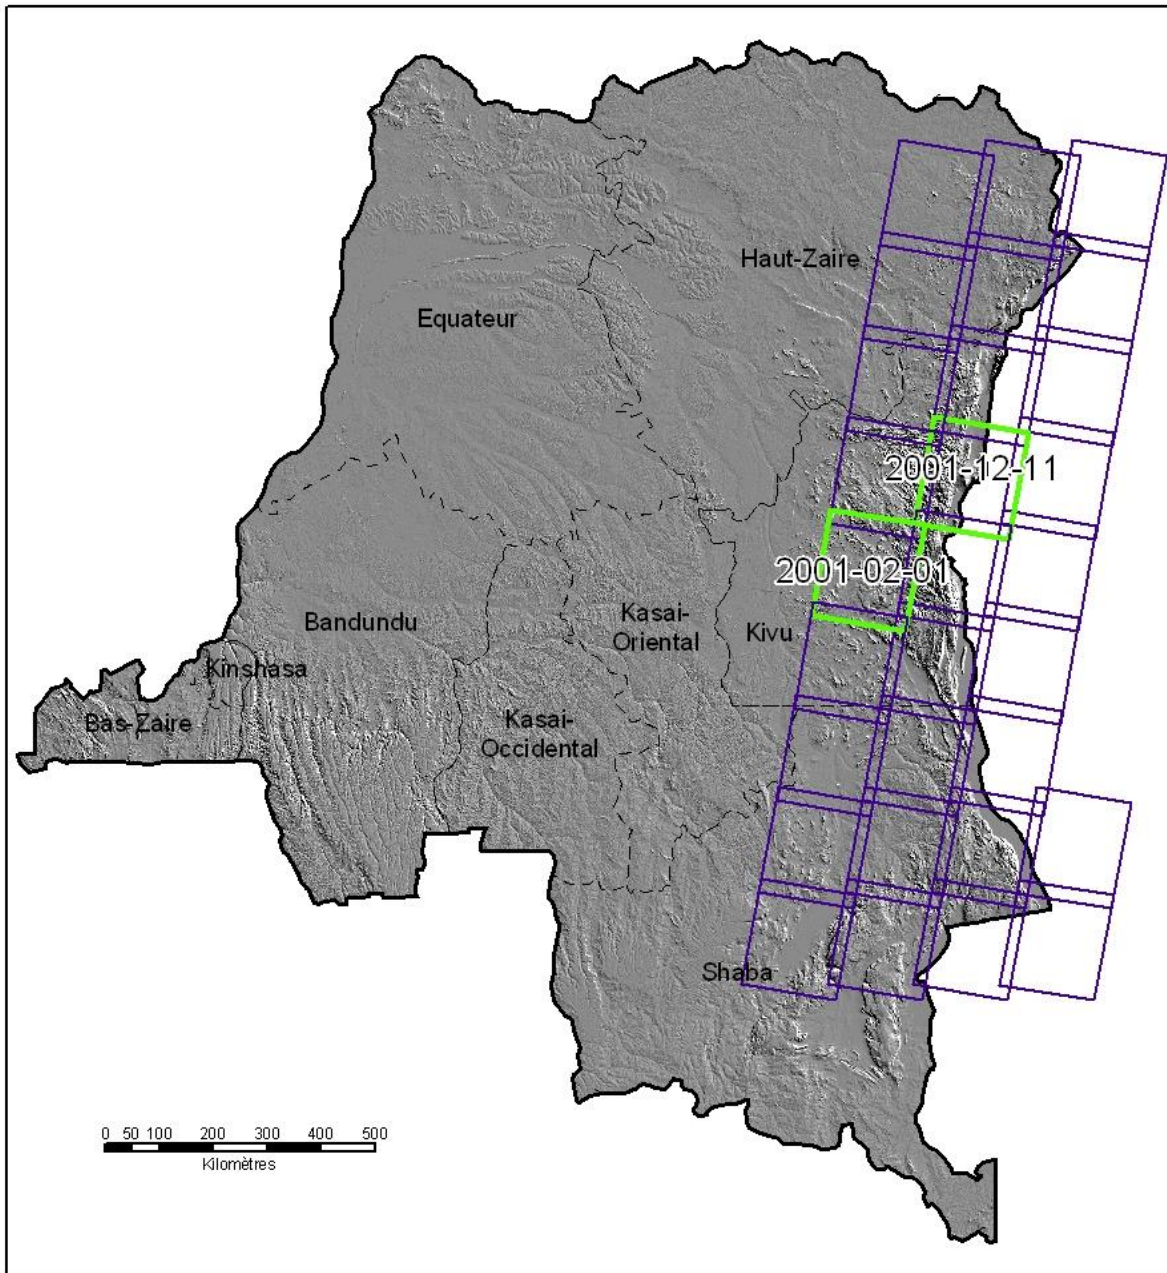 Haut-Zaire
Equateur
2001-12-11
2001-02-01
Bandundu
Kasai-
Oriental
Kivu
Kinshasa
Bas-Zaire
Kasai-
Occidental
Shaba
0 50 100 200 300 400 500
Kilomètres